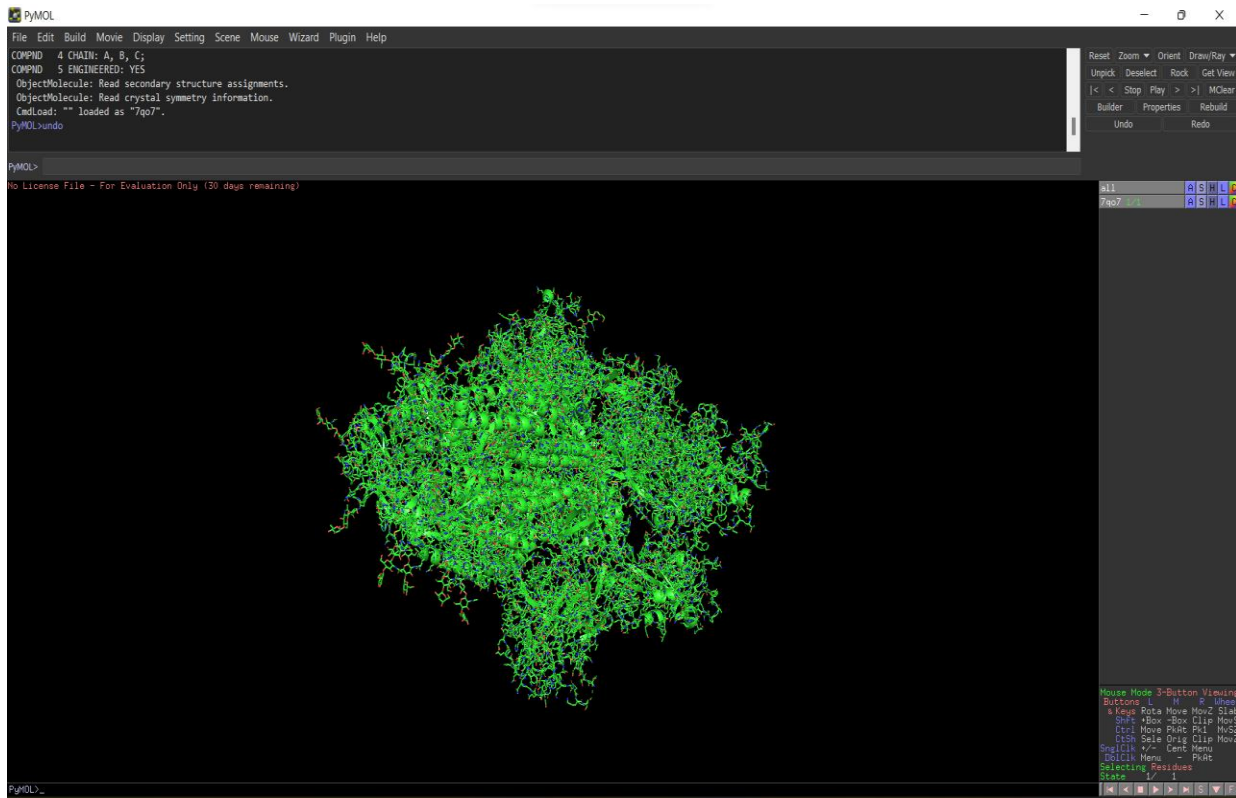 PyMOL
File Edit Build Movie Display Setting Scene Mouse Wizard Plugin Help
COMPND 4 CHAIN: A, B, C;
COMPND 5 ENGINEERED: YES
ObjectMolecule: Read secondary structure assignments.
ObjectMolecule: Read crystal symmetry information.
CmdLoad: "" loaded as "7qo7".
PyMOL>undo
PyMOL>
Reset Zoom Orient Draw/Ray
Unpick Deselect Rock Get View
|< < Stop Play > >| MClear
Builder Properties Rebuild
Undo Redo
No License File - For Evaluation Only (30 days remaining)
all A S H L C
7qo7 1/1 A S H L C
Mouse Mode 3-Button Viewing
Buttons L M R Whee
& Keys Rota Move MovZ Slab
Shft +Box -Box Clip MovS
Ctrl Move PkAt Pk1 MvSZ
CtSh Sele Orig Clip MovZ
SnglClk +/- Cent Menu
DblClk Menu - PkAt
Selecting Residues
State 1/ 1
PyMOL>_
|< < > > >| S F